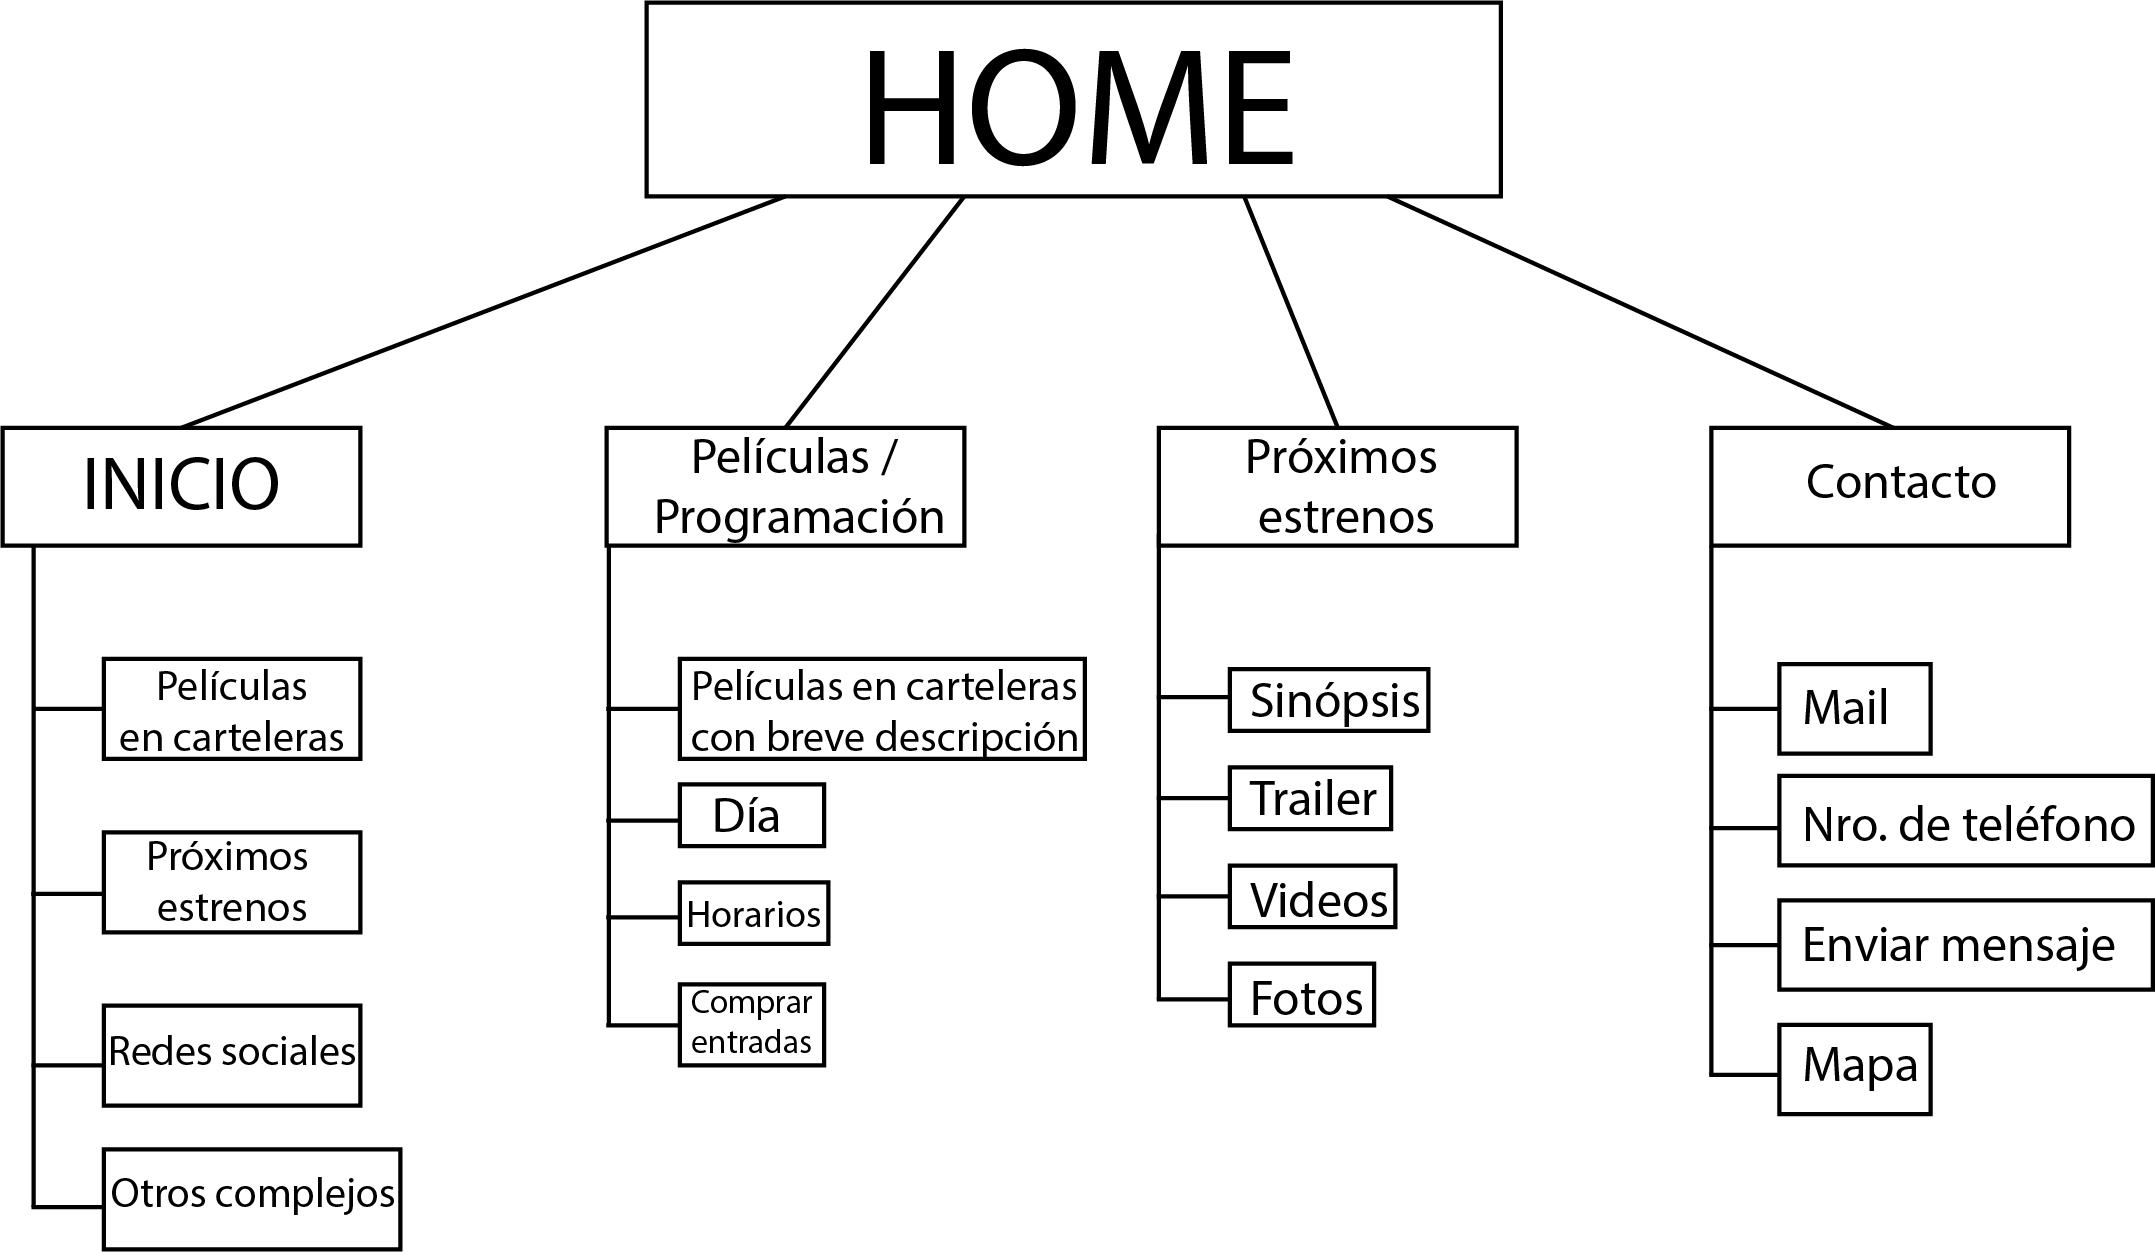 HOME
INICIO
Películas
en carteleras
Próximos
estrenos
Redes sociales
Otros complejos
Películas /
Programación
Películas en carteleras
con breve descripción
Día
Horarios
Comprar
entradas
Próximos
estrenos
Sinópsis
Trailer
Videos
Fotos
Contacto
Mail
Nro. de teléfono
Enviar mensaje
Mapa